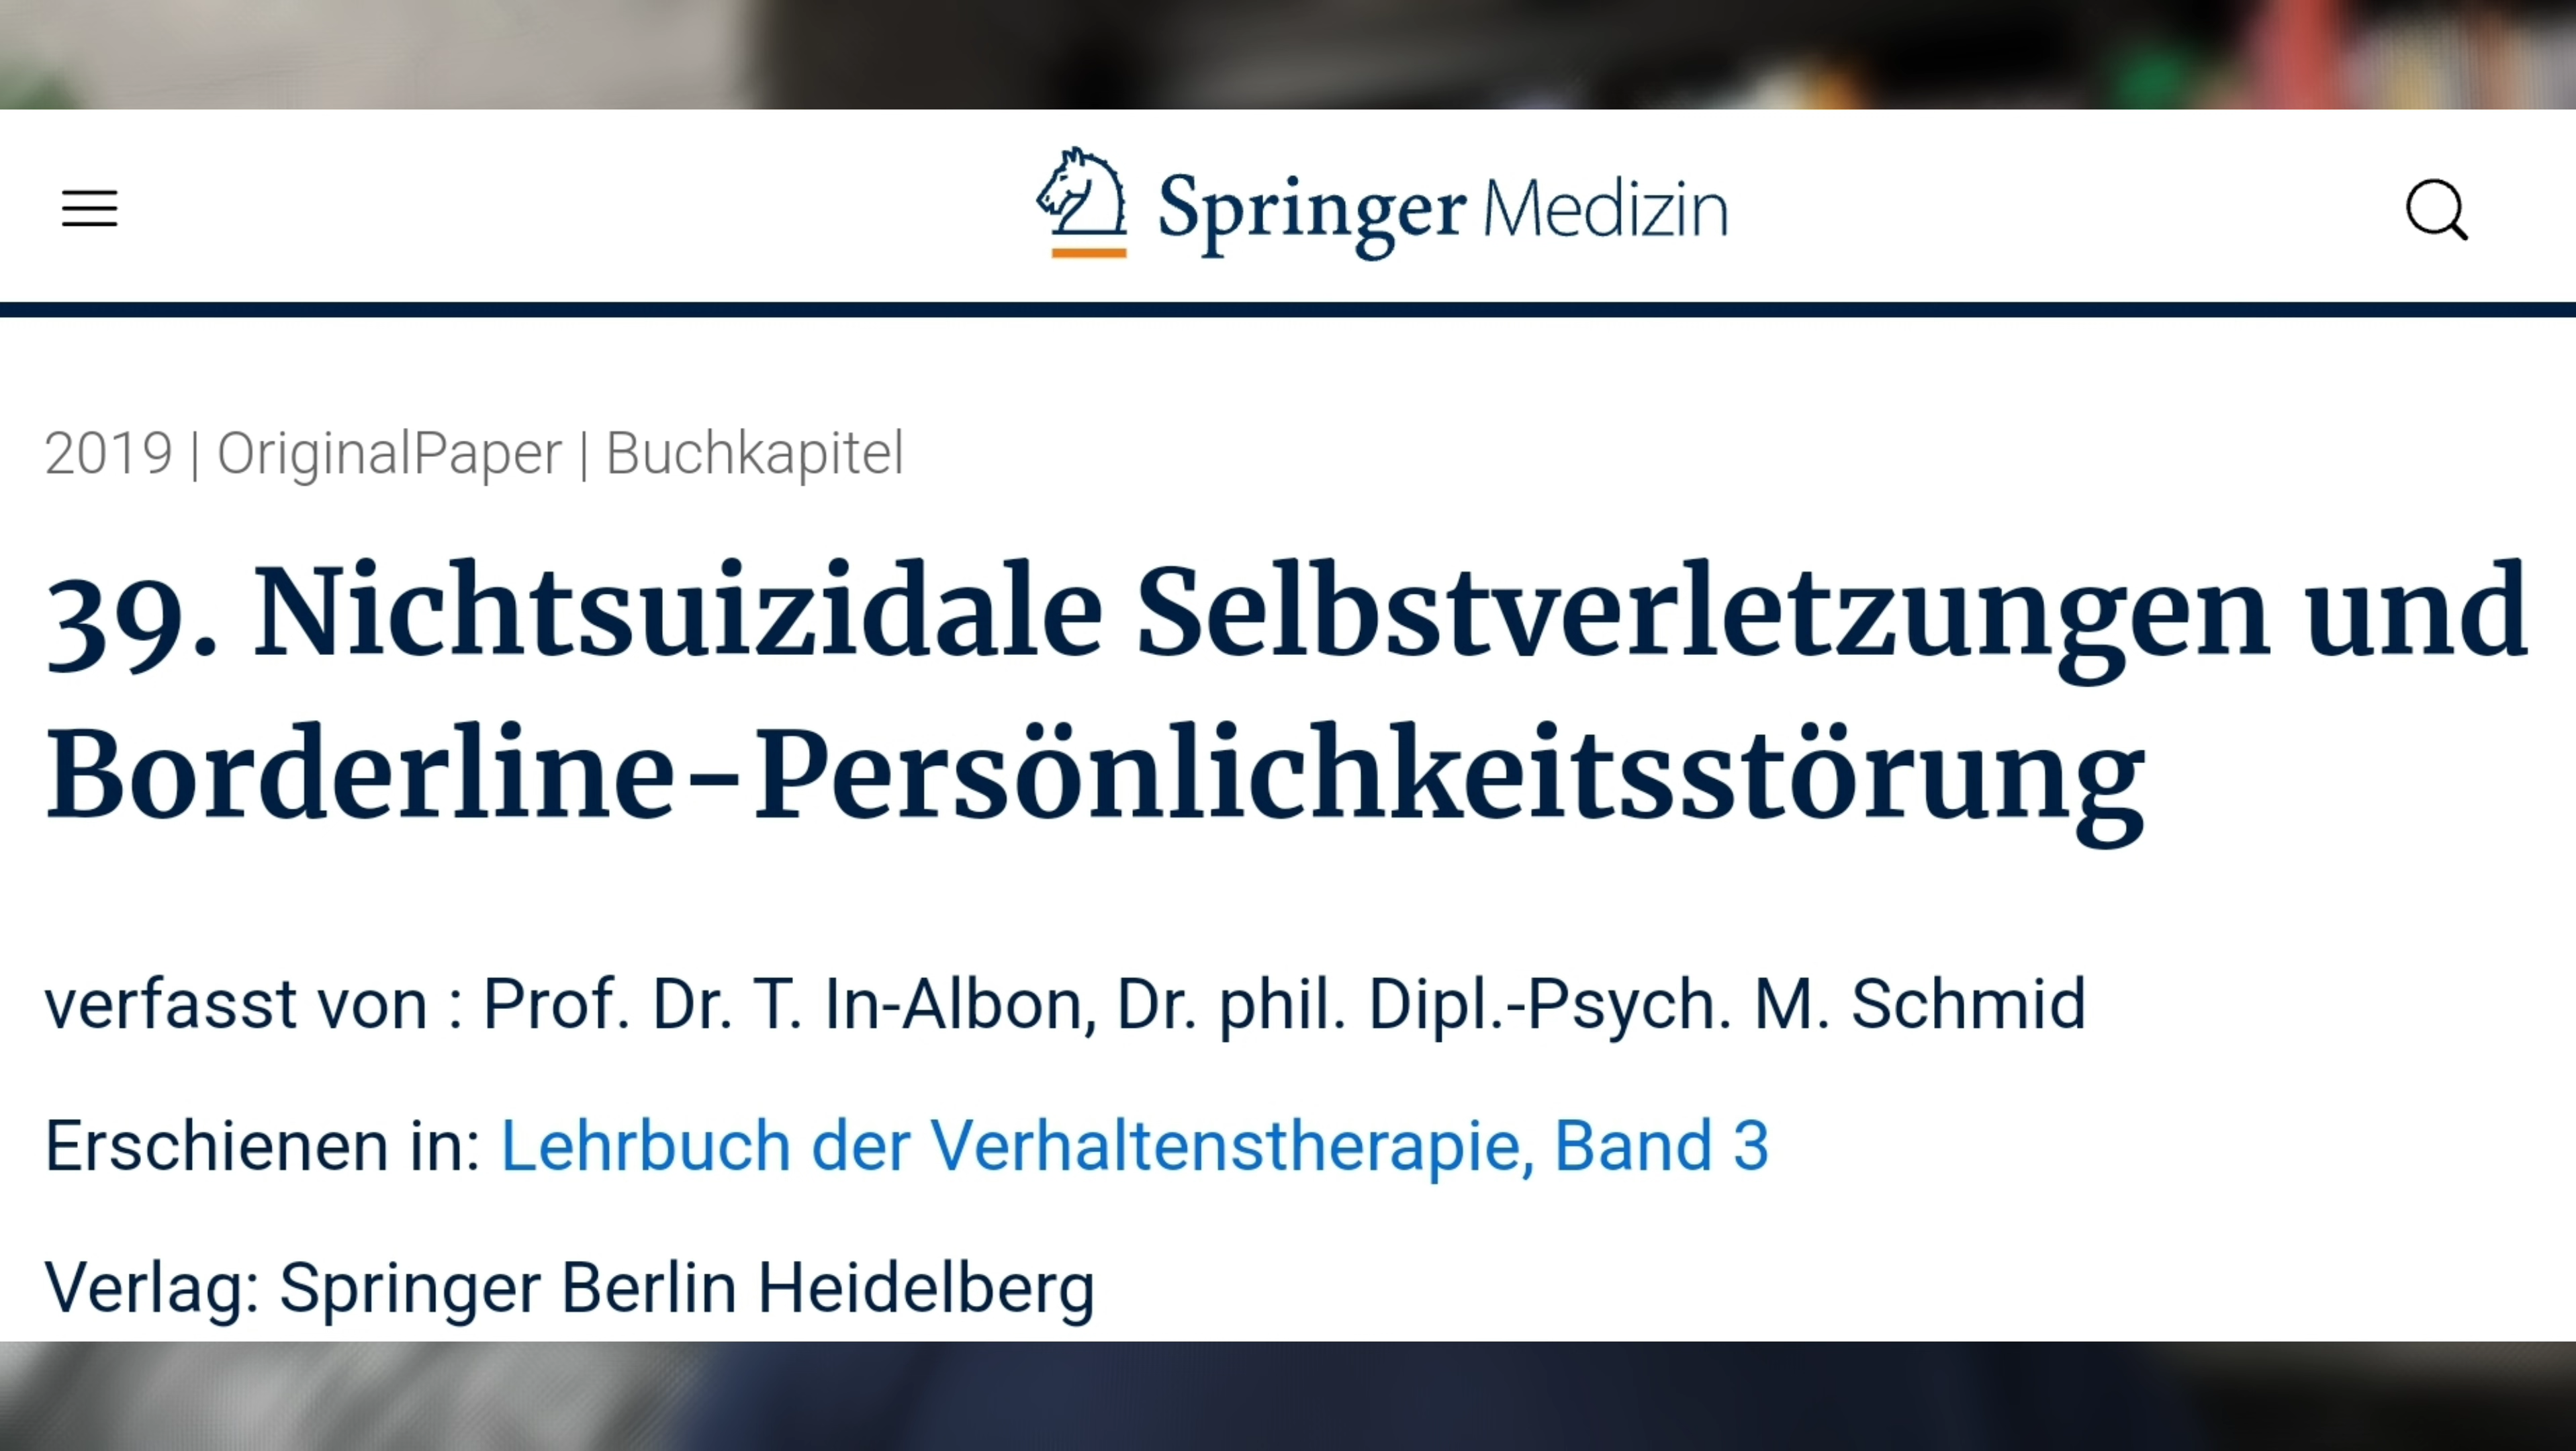 Springer Medizin
2019 | OriginalPaper | Buchkapitel
39. Nichtsuizidale Selbstverletzungen und
Borderline-Persönlichkeitsstörung
verfasst von : Prof. Dr. T. In-Albon, Dr. phil. Dipl.-Psych. M. Schmid
Erschienen in: Lehrbuch der Verhaltenstherapie, Band 3
Verlag: Springer Berlin Heidelberg